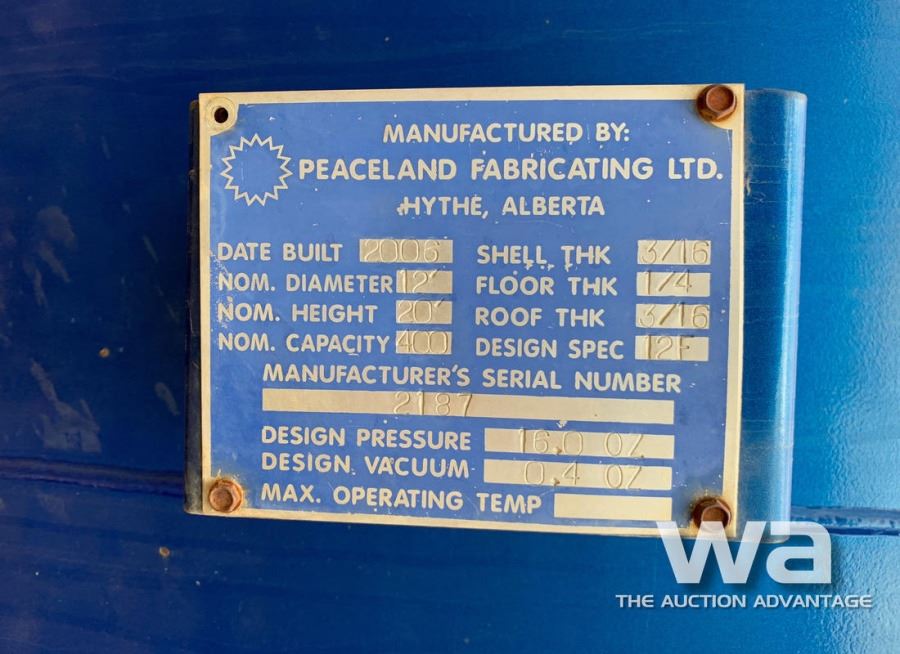 MANUFACTURED BY:
PEACELAND FABRICATING LTD.
HYTHE, ALBERTA
DATE BUILT 2006 SHELL THK 3/16
NOM. DIAMETER 12' FLOOR THK 1/4
NOM. HEIGHT 20' ROOF THK 3/16
NOM. CAPACITY 400 DESIGN SPEC 12F
MANUFACTURER'S SERIAL NUMBER
2187
DESIGN PRESSURE 16.0 OZ
DESIGN VACUUM 0.4 OZ
MAX. OPERATING TEMP
wa
THE AUCTION ADVANTAGE